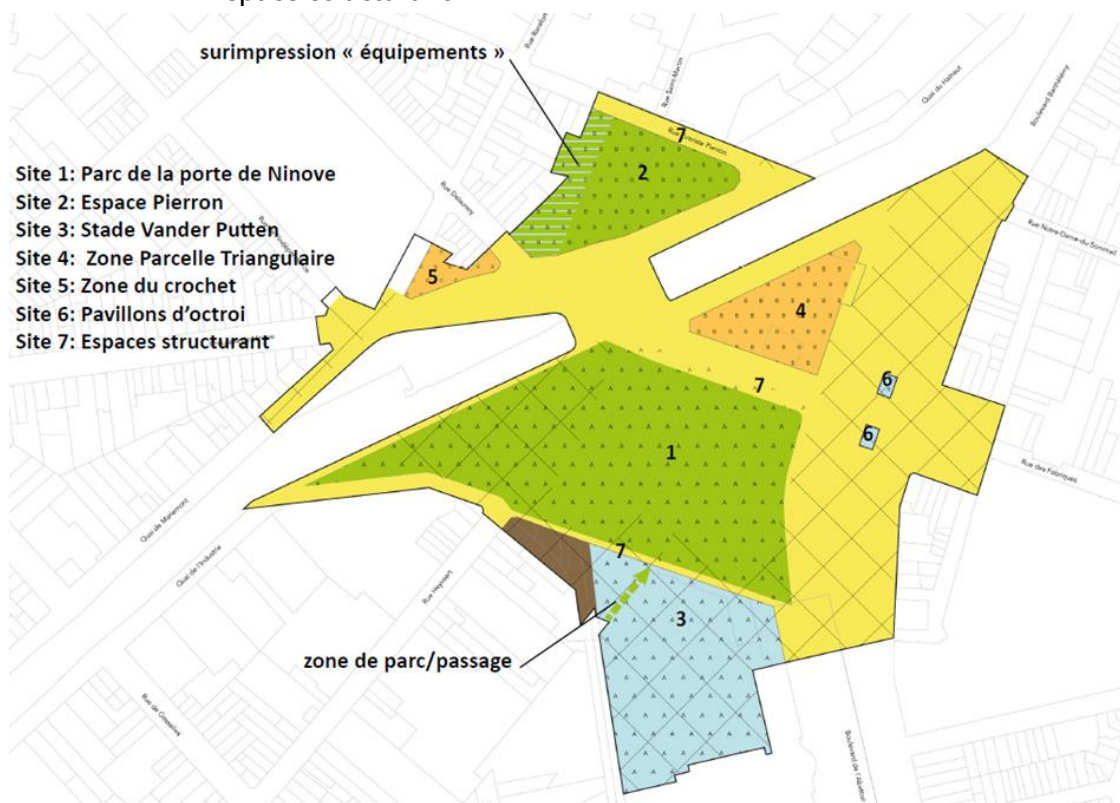 surimpression « équipements »
Site 1: Parc de la porte de Ninove
Site 2: Espace Pierron
Site 3: Stade Vander Putten
Site 4: Zone Parcelle Triangulaire
Site 5: Zone du crochet
Site 6: Pavillons d’octroi
Site 7: Espaces structurant
Rue Ransfort
Rue Saint-Martin
Quai du Hainaut
Boulevard Barthélémy
7
2
Rue Delaunoy
5
Rue Notre-Dame-du-Sommeil
4
7
6
6
1
Rue des Fabriques
Quai de Mariemont
Quai de l'Industrie
Rue Heyvaert
7
3
zone de parc/passage
Rue de Gosselies